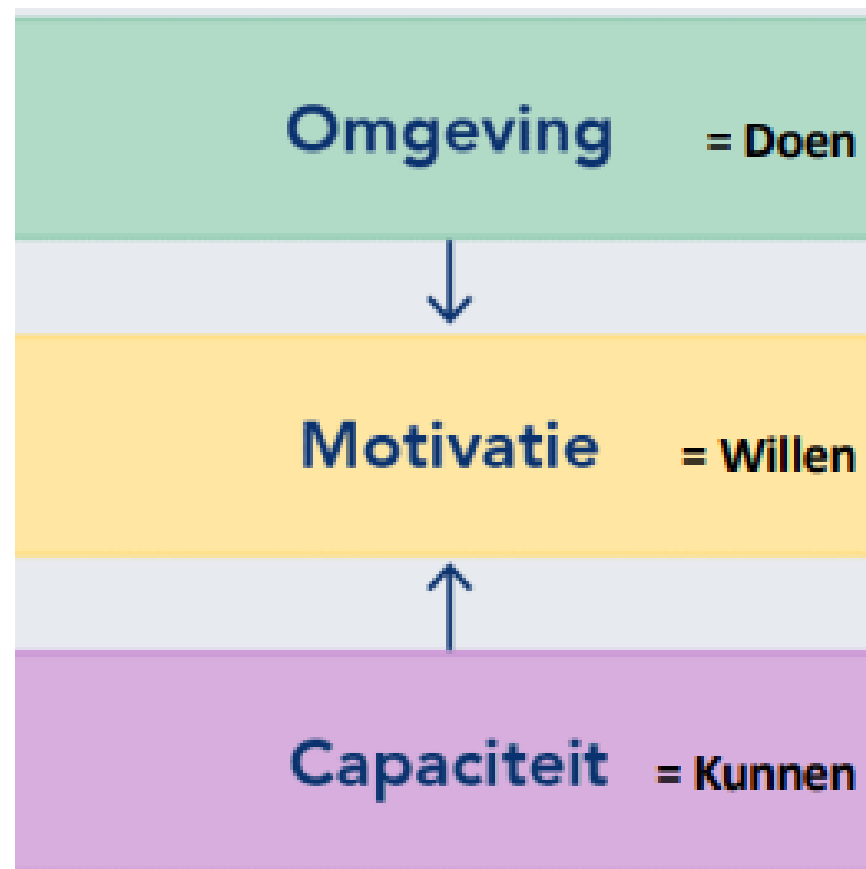 Omgeving = Doen
Motivatie = Willen
Capaciteit = Kunnen